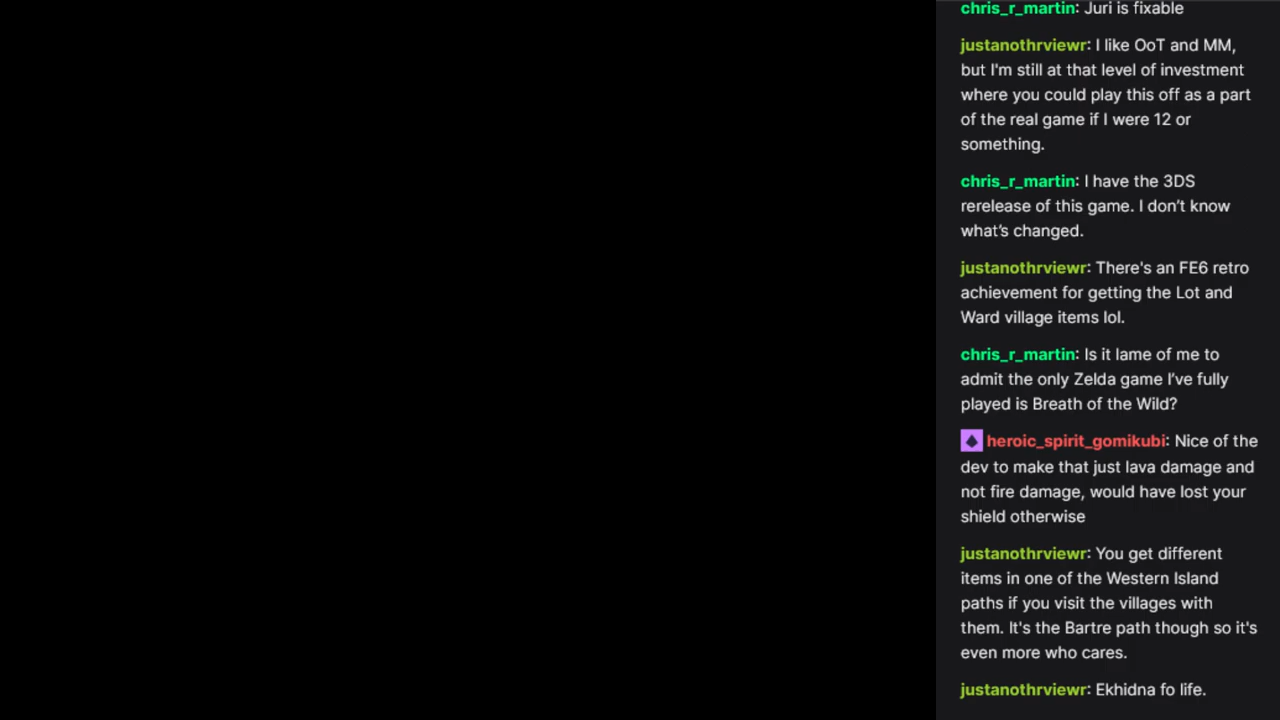 chris_r_martin: Juri is fixable
justanothrviewr: I like OoT and MM,
but I'm still at that level of investment
where you could play this off as a part
of the real game if I were 12 or
something.
chris_r_martin: I have the 3DS
rerelease of this game. I don’t know
what’s changed.
justanothrviewr: There's an FE6 retro
achievement for getting the Lot and
Ward village items lol.
chris_r_martin: Is it lame of me to
admit the only Zelda game I’ve fully
played is Breath of the Wild?
heroic_spirit_gomikubi: Nice of the
dev to make that just lava damage and
not fire damage, would have lost your
shield otherwise
justanothrviewr: You get different
items in one of the Western Island
paths if you visit the villages with
them. It's the Bartre path though so it's
even more who cares.
justanothrviewr: Ekhidna fo life.